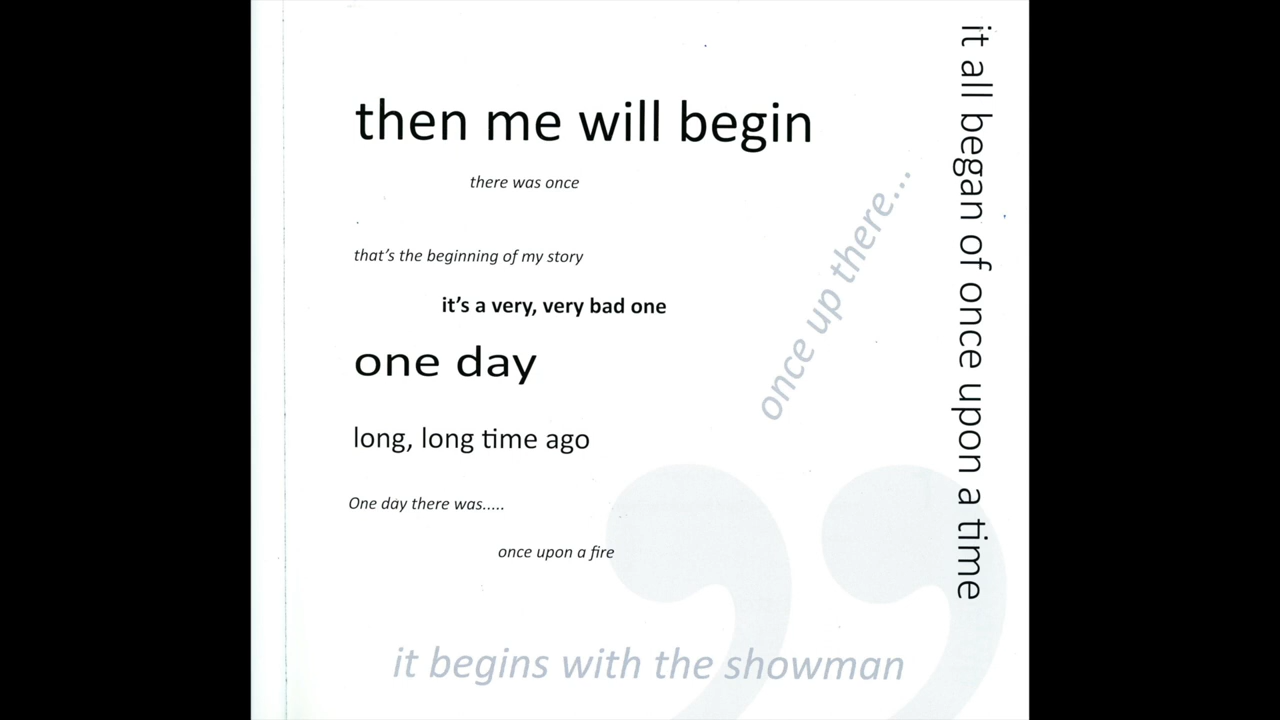 then me will begin
there was once
that's the beginning of my story
it's a very, very bad one
one day
long, long time ago
One day there was.....
once upon a fire
it begins with the showman
once up there...
it all began of once upon a time